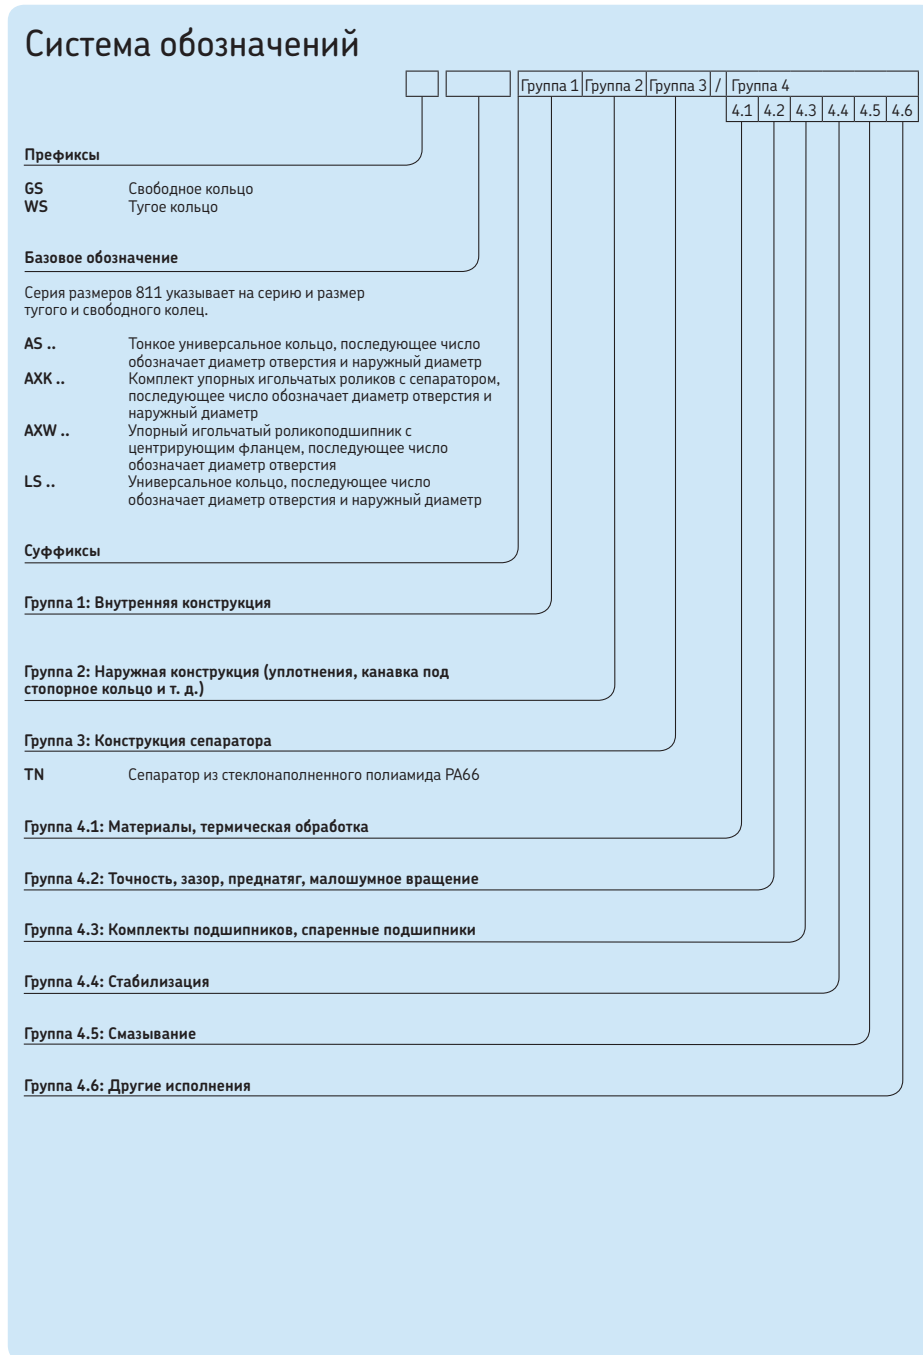 Система обозначений
Группа 1 Группа 2 Группа 3 / Группа 4
4.1 4.2 4.3 4.4 4.5 4.6
Префиксы
GS Свободное кольцо
WS Тугое кольцо
Базовое обозначение
Серия размеров 811 указывает на серию и размер
тугого и свободного колец.
AS .. Тонкое универсальное кольцо, последующее число
обозначает диаметр отверстия и наружный диаметр
AXK .. Комплект упорных игольчатых роликов с сепаратором,
последующее число обозначает диаметр отверстия и
наружный диаметр
AXW .. Упорный игольчатый роликоподшипник с
центрирующим фланцем, последующее число
обозначает диаметр отверстия
LS .. Универсальное кольцо, последующее число
обозначает диаметр отверстия и наружный диаметр
Суффиксы
Группа 1: Внутренняя конструкция
Группа 2: Наружная конструкция (уплотнения, канавка под
стопорное кольцо и т. д.)
Группа 3: Конструкция сепаратора
TN Сепаратор из стеклонаполненного полиамида PA66
Группа 4.1: Материалы, термическая обработка
Группа 4.2: Точность, зазор, преднатяг, малошумное вращение
Группа 4.3: Комплекты подшипников, спаренные подшипники
Группа 4.4: Стабилизация
Группа 4.5: Смазывание
Группа 4.6: Другие исполнения